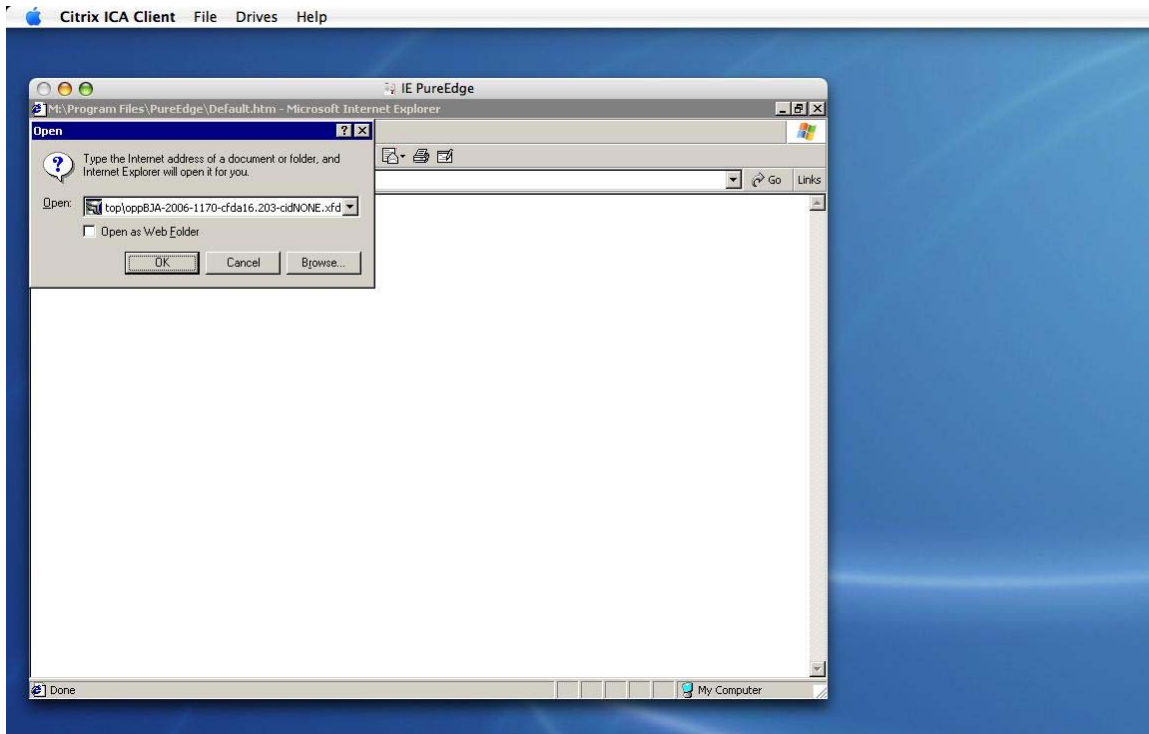 Citrix ICA Client File Drives Help
IE PureEdge
M:\Program Files\PureEdge\Default.htm - Microsoft Internet Explorer
Open
Type the Internet address of a document or folder, and
Internet Explorer will open it for you.
Go Links
Open: top\oppBJA-2006-1170-cfda16.203-cidNONE.xfd
Open as Web Folder
OK Cancel Browse...
Done My Computer